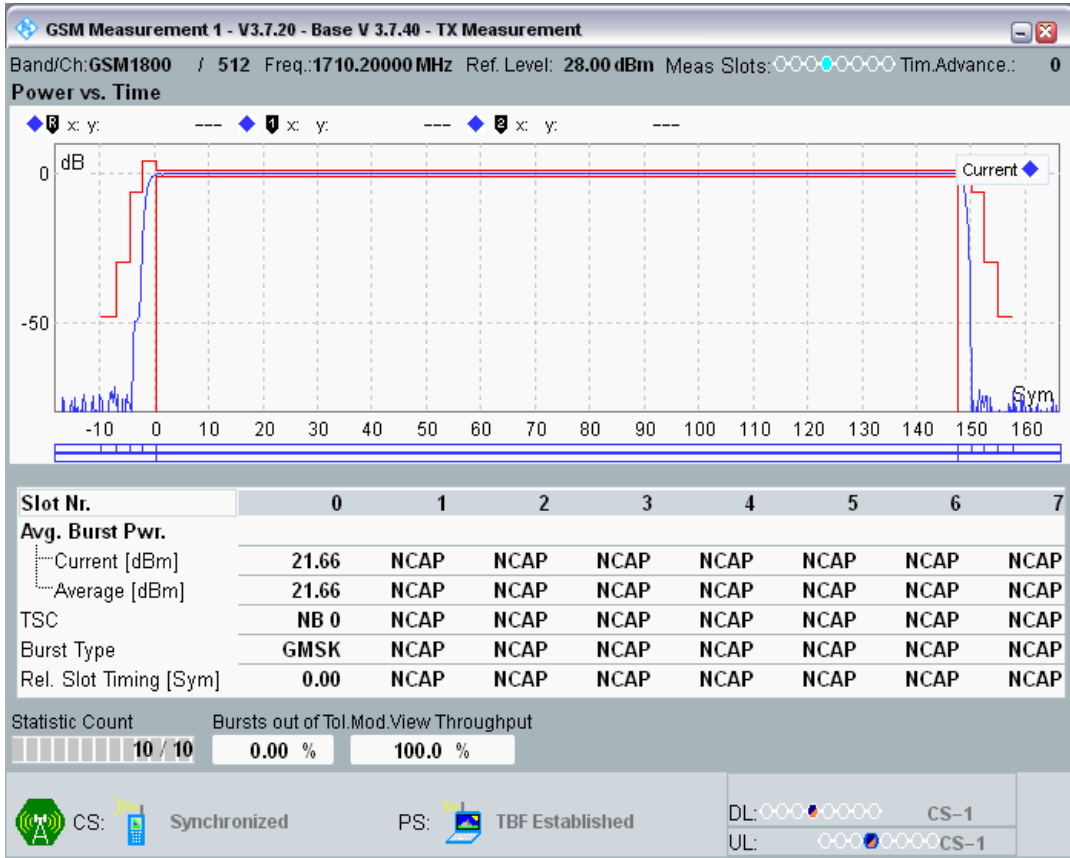 GSM Measurement 1 - V3.7.20 - Base V 3.7.40 - TX Measurement
Band/Ch:GSM1800 / 512 Freq.:1710.20000 MHz Ref. Level: 28.00 dBm Meas Slots: Tim.Advance.: 0
Power vs. Time
R x: y: --- 1 x: y: --- 2 x: y: ---
dB
0
Current
-50
Sym
-10 0 10 20 30 40 50 60 70 80 90 100 110 120 130 140 150 160
Slot Nr. 0 1 2 3 4 5 6 7
Avg. Burst Pwr.
Current [dBm] 21.66 NCAP NCAP NCAP NCAP NCAP NCAP NCAP
Average [dBm] 21.66 NCAP NCAP NCAP NCAP NCAP NCAP NCAP
TSC NB 0 NCAP NCAP NCAP NCAP NCAP NCAP NCAP
Burst Type GMSK NCAP NCAP NCAP NCAP NCAP NCAP NCAP
Rel. Slot Timing [Sym] 0.00 NCAP NCAP NCAP NCAP NCAP NCAP NCAP
Statistic Count Bursts out of Tol.Mod.View Throughput
10 / 10 0.00 % 100.0 %
CS: Synchronized PS: TBF Established
DL: CS-1
UL: CS-1